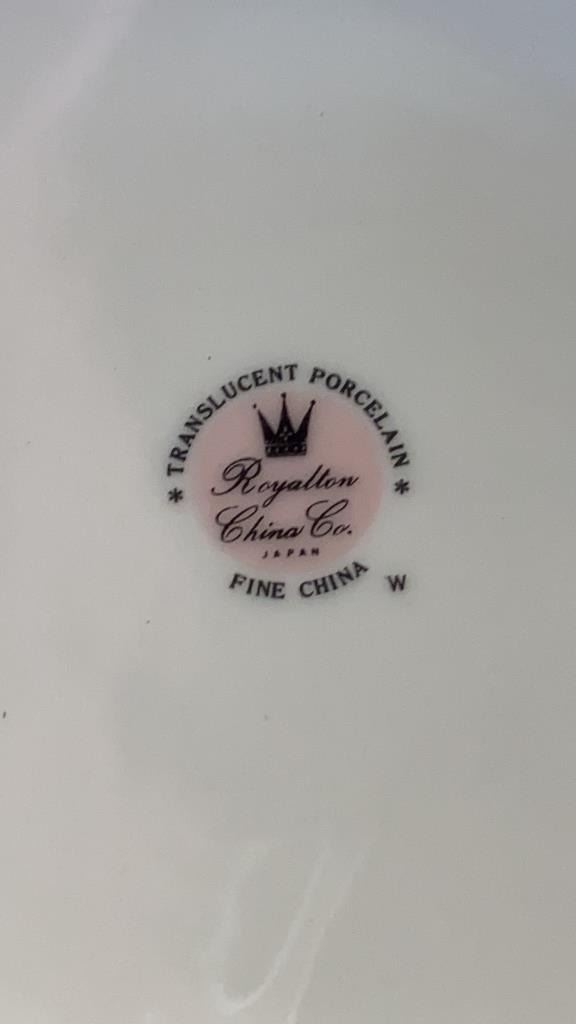 * TRANSLUCENT PORCELAIN *
Royalton
China Co.
JAPAN
FINE CHINA
W